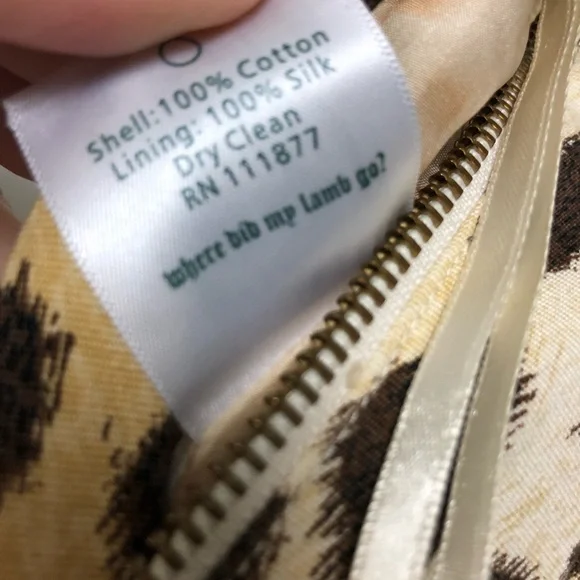 Shell:100% Cotton
Lining: 100% Silk
Dry Clean
RN 111877
where did my lamb go?